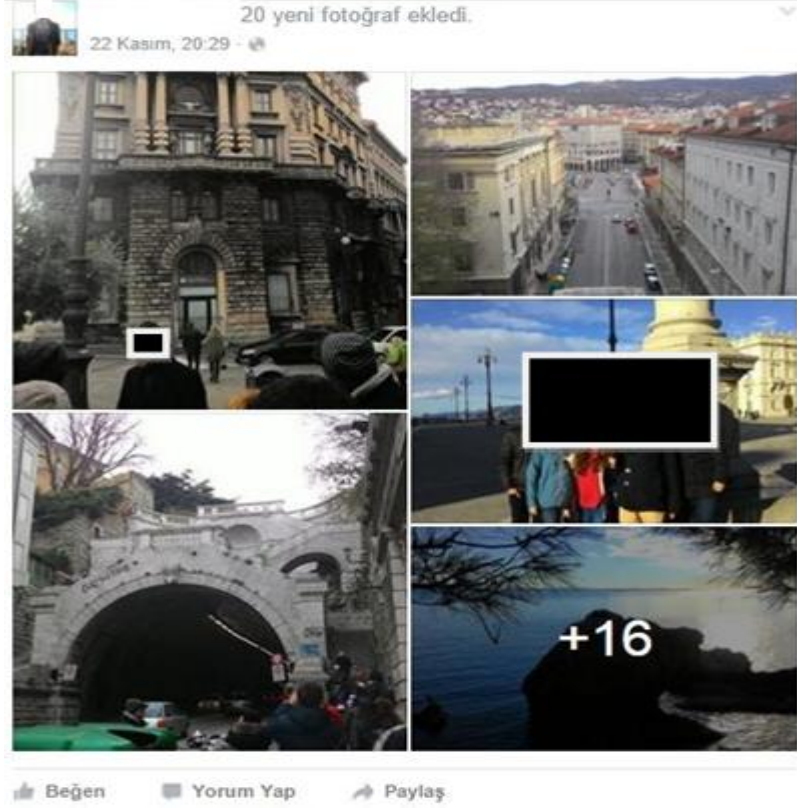 20 yeni fotoğraf ekledi.
22 Kasım, 20:29
+16
Beğen
Yorum Yap
Paylaş